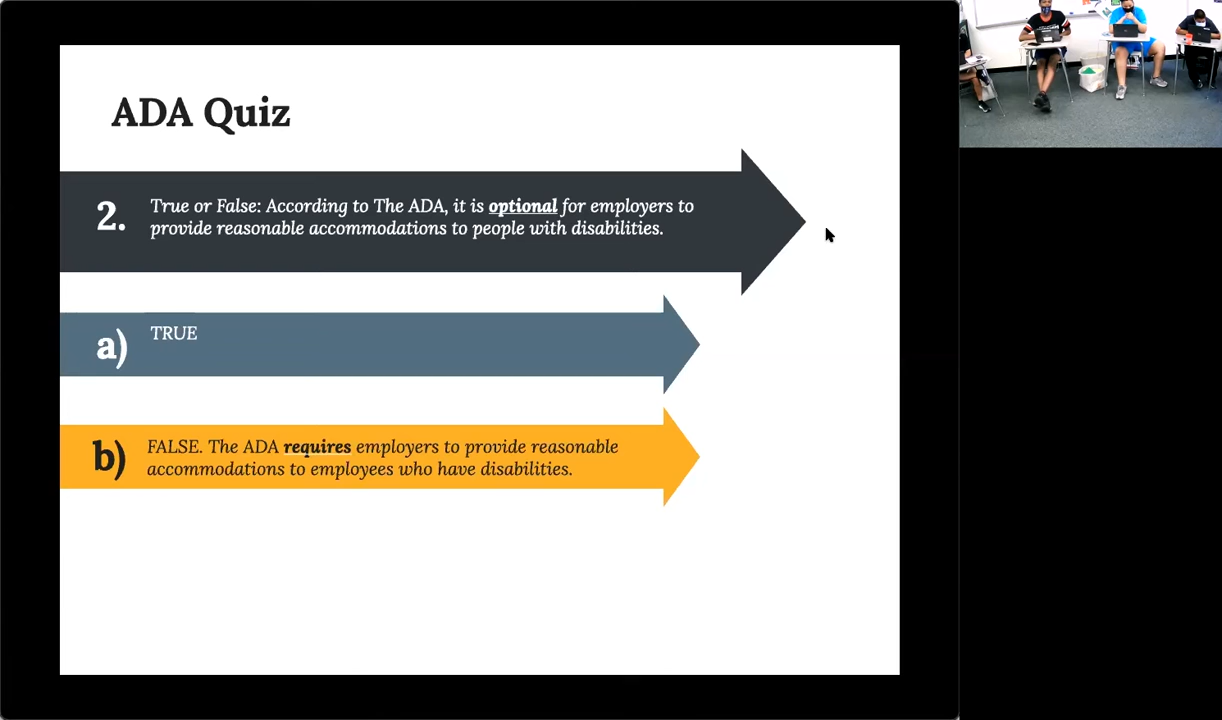 ADA Quiz
2.
True or False: According to The ADA, it is optional for employers to
provide reasonable accommodations to people with disabilities.
a)
TRUE
b)
FALSE. The ADA requires employers to provide reasonable
accommodations to employees who have disabilities.